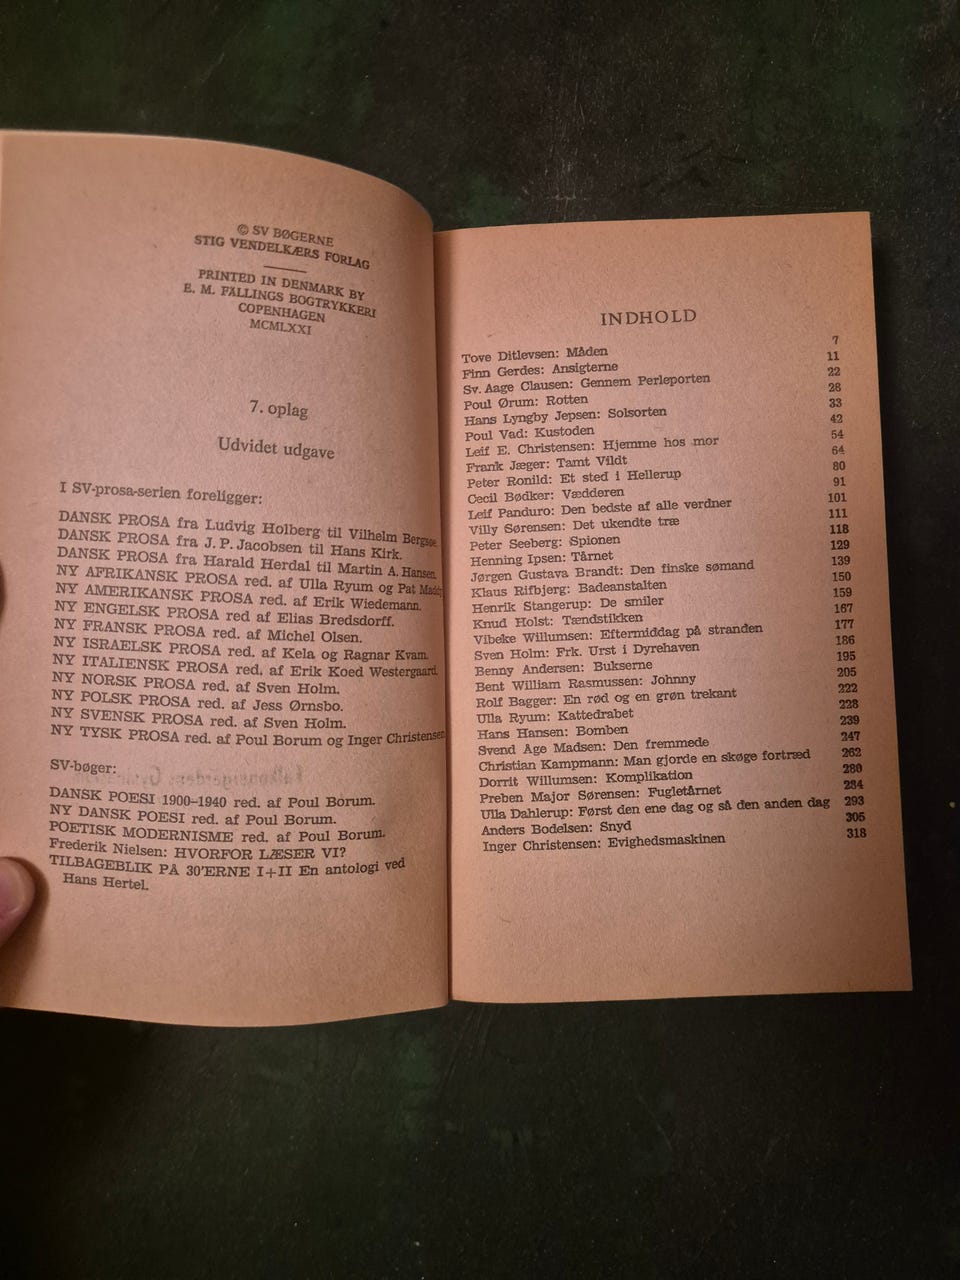 © SV BØGERNE
STIG VENDELKÆRS FORLAG
PRINTED IN DENMARK BY
E. M. FÄLLINGS BOGTRYKKERI
COPENHAGEN
MCMLXXI
7. oplag
Udvidet udgave
I SV-prosa-serien foreligger:
DANSK PROSA fra Ludvig Holberg til Vilhelm Bergsøe.
DANSK PROSA fra J. P. Jacobsen til Hans Kirk.
DANSK PROSA fra Harald Herdal til Martin A. Hansen.
NY AFRIKANSK PROSA red. af Ulla Ryum og Pat
NY AMERIKANSK PROSA red. af Erik Wiedemann.
NY ENGELSK PROSA red af Elias Bredsdorff.
NY FRANSK PROSA red. af Michel Olsen.
NY ISRAELSK PROSA red. af Kela og Ragnar Kvam.
NY ITALIENSK PROSA red. af Erik Koed Westergaard.
NY NORSK PROSA red. af Sven Holm.
NY POLSK PROSA red. af Jess Ørnsbo.
NY SVENSK PROSA red. af Sven Holm.
NY TYSK PROSA red. af Poul Borum og Inger Christensen
SV-bøger:
DANSK POESI 1900–1940 red. af Poul Borum.
NY DANSK POESI red. af Poul Borum.
POETISK MODERNISME red. af Poul Borum.
Frederik Nielsen: HVORFOR LÆSER VI?
TILBAGEBLIK PÅ 30'ERNE I+II En antologi ved
Hans Hertel.
INDHOLD
Tove Ditlevsen: Måden 7
Finn Gerdes: Ansigterne 11
Sv. Aage Clausen: Gennem Perleporten 22
Poul Ørum: Rotten 28
Hans Lyngby Jepsen: Solsorten 33
Poul Vad: Kustoden 42
Leif E. Christensen: Hjemme hos mor 54
Frank Jæger: Tamt Vildt 64
Peter Ronild: Et sted i Hellerup 80
Cecil Bødker: Vædderen 91
Leif Panduro: Den bedste af alle verdner 101
Villy Sørensen: Det ukendte træ 111
Peter Seeberg: Spionen 118
Henning Ipsen: Tårnet 129
Jørgen Gustava Brandt: Den finske sømand 139
Klaus Rifbjerg: Badeanstalten 150
Henrik Stangerup: De smiler 159
Knud Holst: Tændstikken 167
Vibeke Willumsen: Eftermiddag på stranden 177
Sven Holm: Frk. Urst i Dyrehaven 186
Benny Andersen: Bukserne 195
Bent William Rasmussen: Johnny 205
Rolf Bagger: En rød og en grøn trekant 222
Ulla Ryum: Kattedrabet 228
Hans Hansen: Bomben 239
Svend Åge Madsen: Den fremmede 247
Christian Kampmann: Man gjorde en skøge fortræd 262
Dorrit Willumsen: Komplikation 280
Preben Major Sørensen: Fugletårnet 284
Ulla Dahlerup: Først den ene dag og så den anden dag 293
Anders Bodelsen: Snyd 305
Inger Christensen: Evighedsmaskinen 318